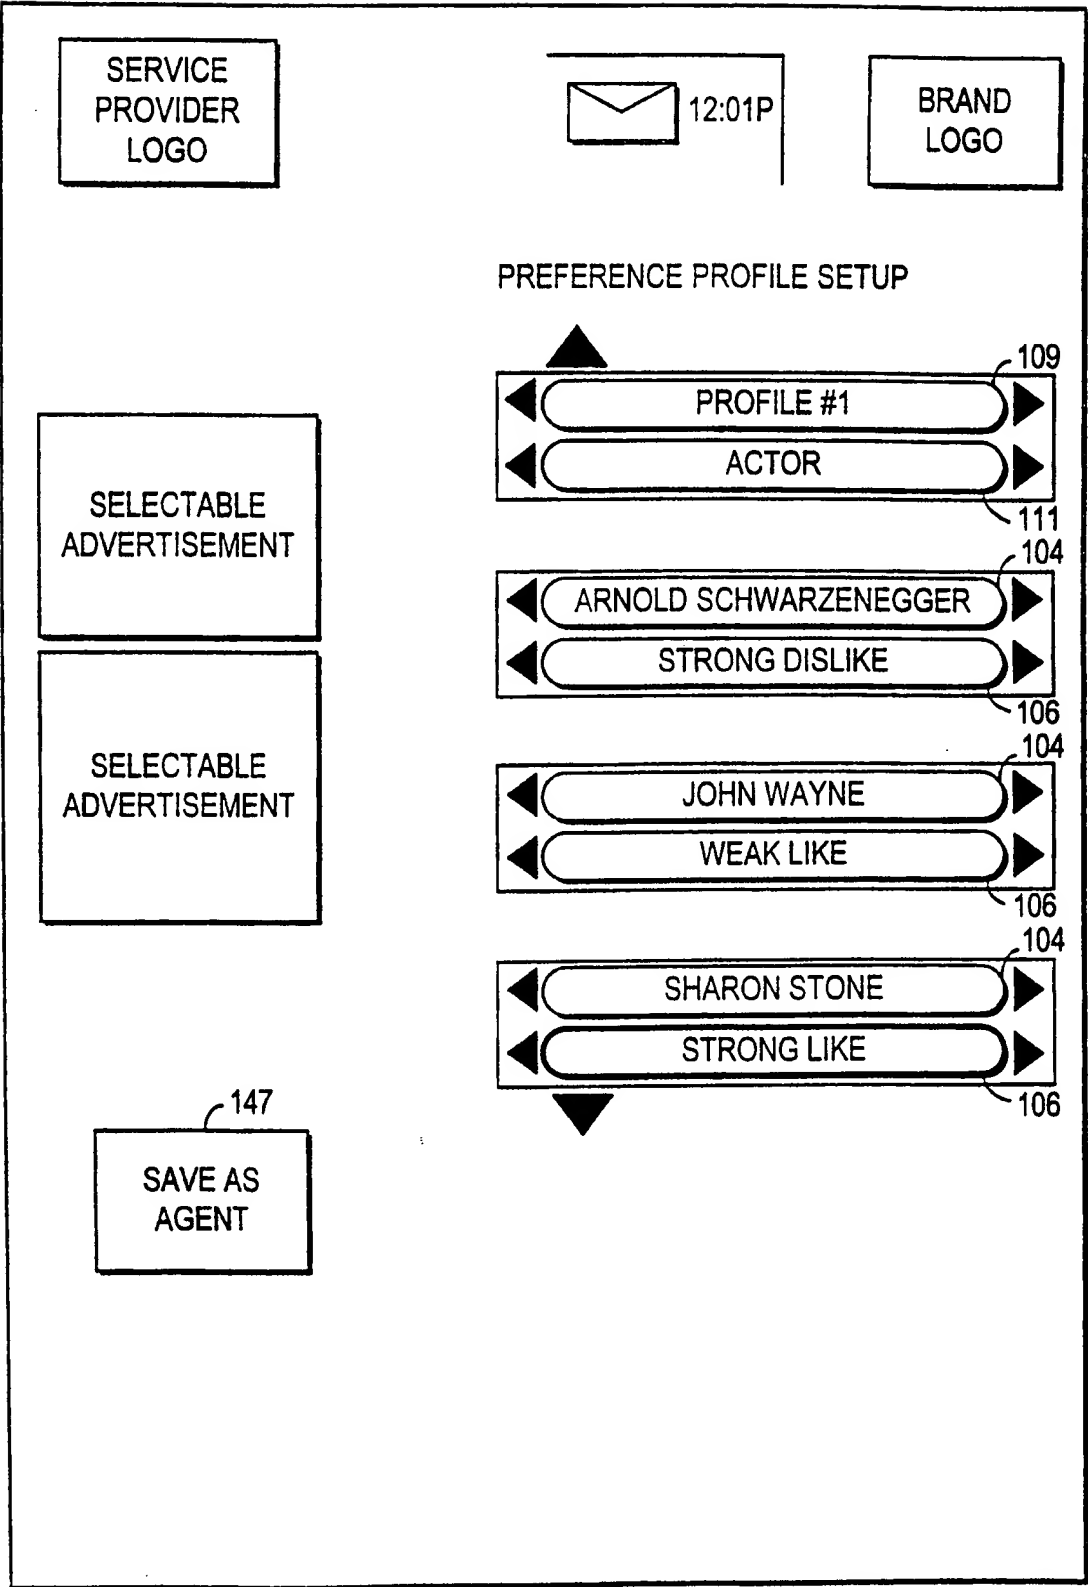 SERVICE
PROVIDER
LOGO
12:01P
BRAND
LOGO
PREFERENCE PROFILE SETUP
109
PROFILE #1
ACTOR
111
SELECTABLE
ADVERTISEMENT
104
ARNOLD SCHWARZENEGGER
STRONG DISLIKE
106
SELECTABLE
ADVERTISEMENT
104
JOHN WAYNE
WEAK LIKE
106
104
SHARON STONE
STRONG LIKE
106
147
SAVE AS
AGENT